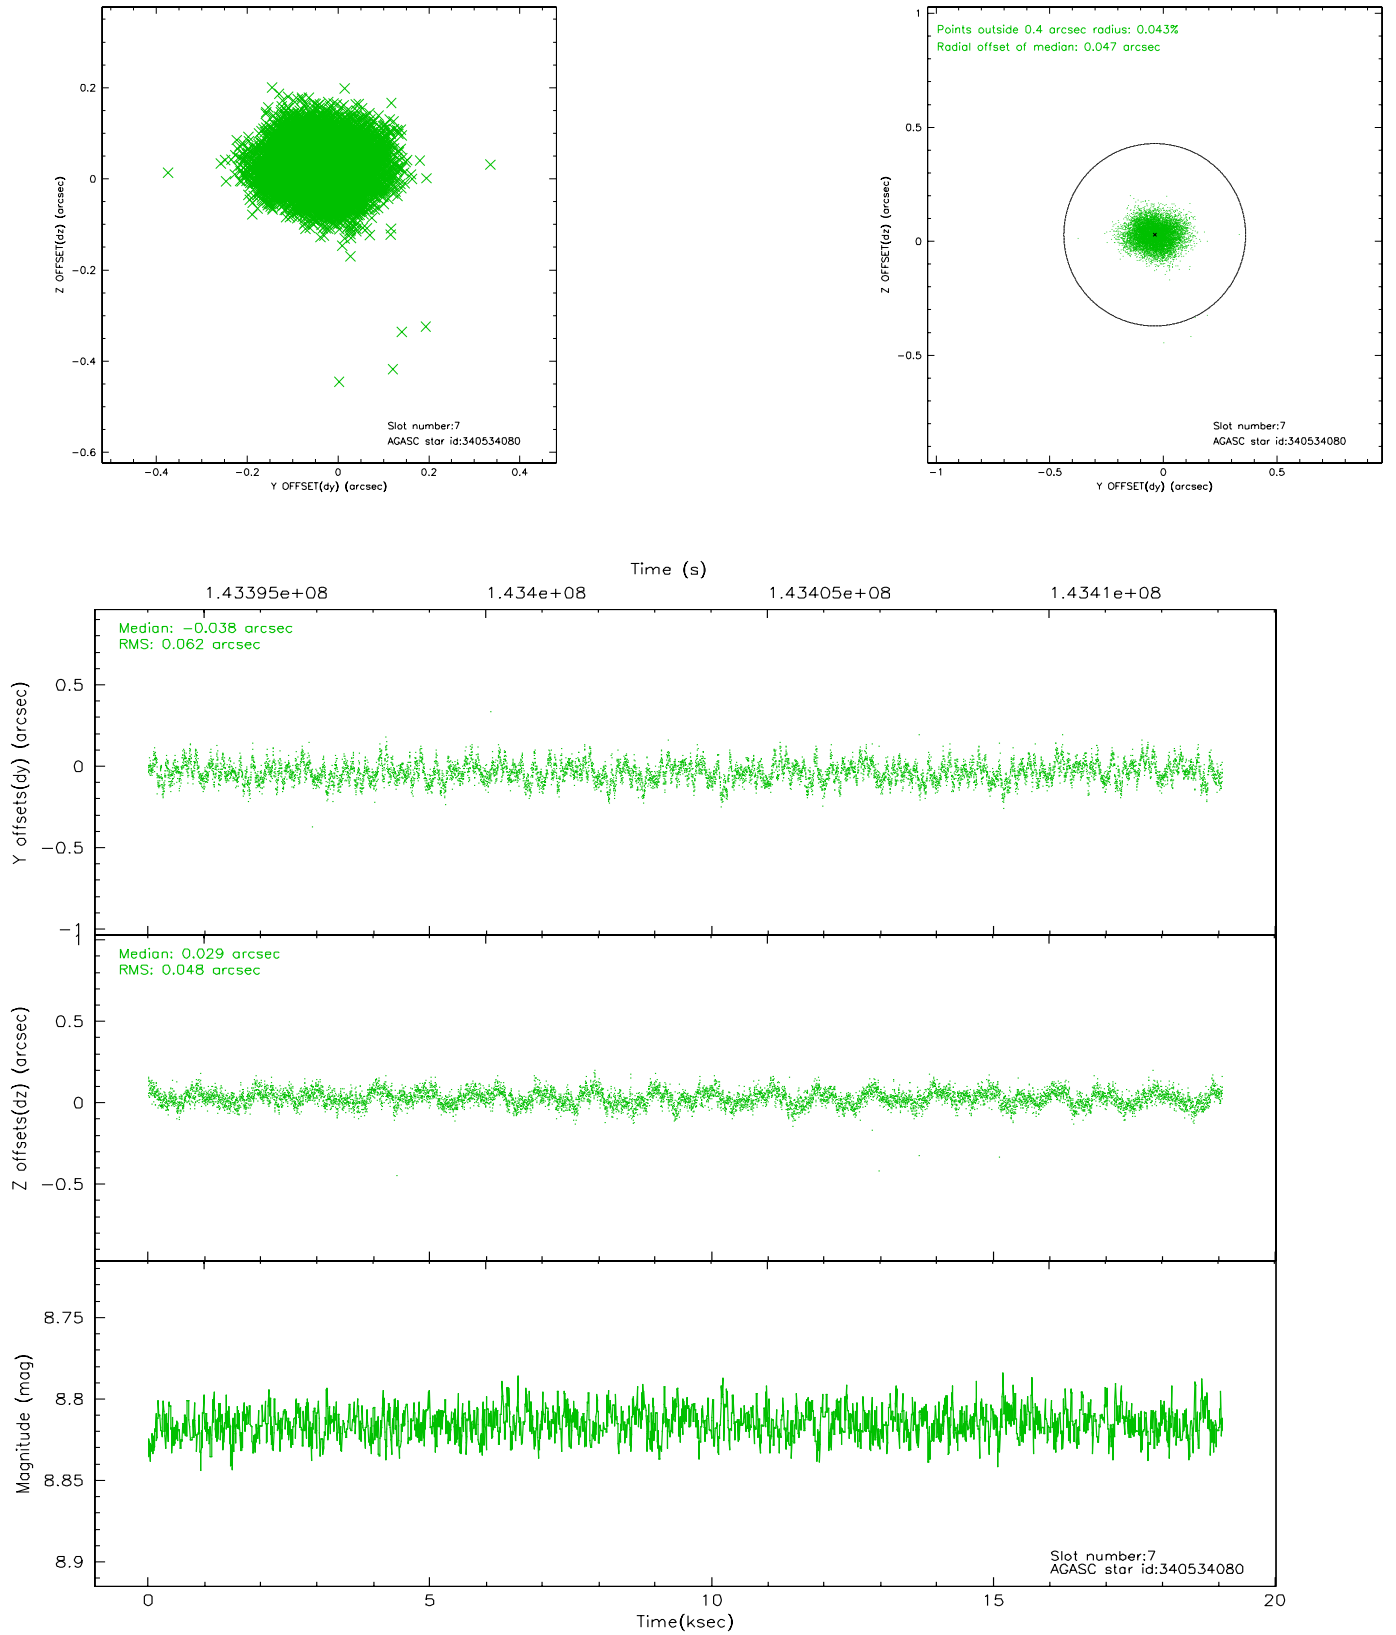 0.2
0
-0.2
-0.4
-0.6
Z OFFSET(dz) (arcsec)
Slot number:7
AGASC star id:340534080
-0.4
-0.2
0
0.2
0.4
Y OFFSET(dy) (arcsec)
Points outside 0.4 arcsec radius: 0.043%
Radial offset of median: 0.047 arcsec
1
0.5
0
-0.5
Z OFFSET(dz) (arcsec)
Slot number:7
AGASC star id:340534080
-1
-0.5
0
0.5
Y OFFSET(dy) (arcsec)
Time (s)
1.43395e+08
1.434e+08
1.43405e+08
1.4341e+08
Median: -0.038 arcsec
RMS: 0.062 arcsec
0.5
0
-0.5
-1
Y offsets(dy) (arcsec)
Median: 0.029 arcsec
RMS: 0.048 arcsec
1
0.5
0
-0.5
Z offsets(dz) (arcsec)
8.75
8.8
8.85
8.9
Magnitude (mag)
Slot number:7
AGASC star id:340534080
0
5
10
15
20
Time(ksec)